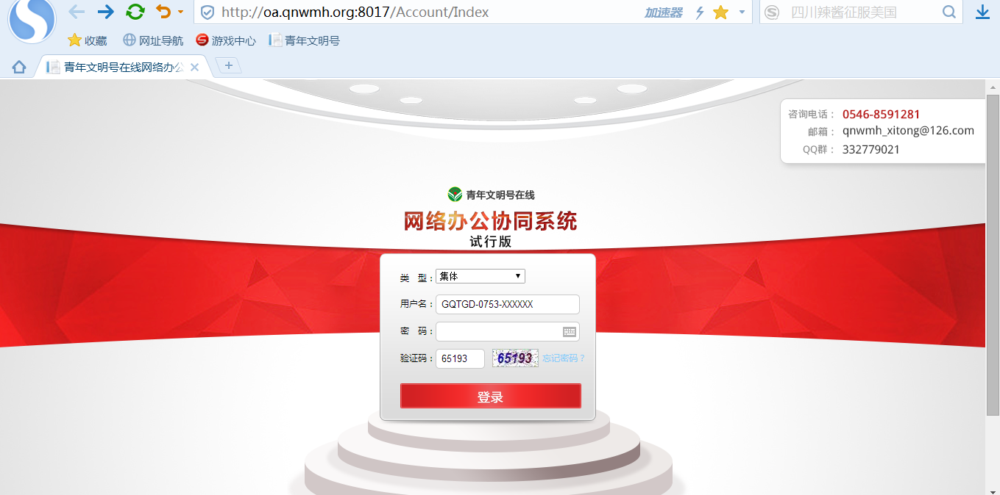 http://oa.qnwmh.org:8017/Account/Index
加速器
四川辣酱征服美国
收藏
网址导航
游戏中心
青年文明号
青年文明号在线网络办公
咨询电话： 0546-8591281
邮箱： qnwmh_xitong@126.com
QQ群： 332779021
青年文明号在线
网络办公协同系统
试行版
类 型： 集体
用户名： GQTGD-0753-XXXXXX
密 码：
验证码： 65193 65193 忘记密码？
登录